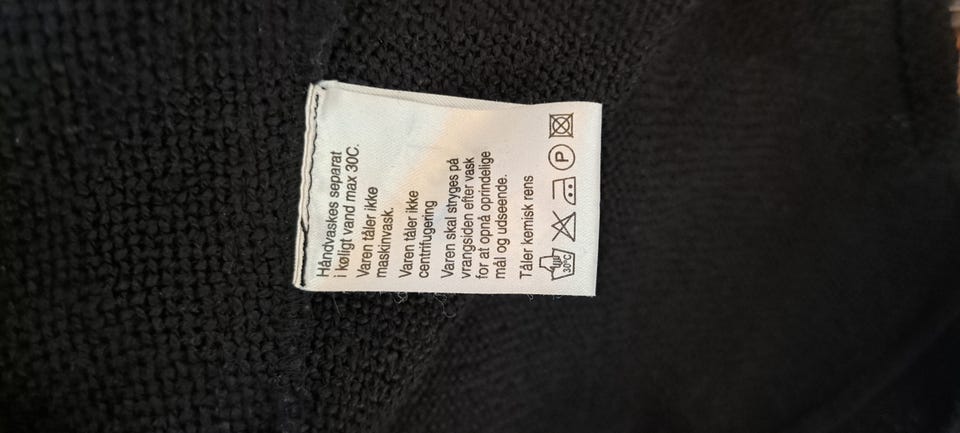 Håndvaskes separat
i køligt vand max 30C.
Varen tåler ikke
maskinvask.
Varen tåler ikke
centrifugering
Varen skal stryges på
vrangsiden efter vask
for at opnå oprindelige
mål og udseende.
Tåler kemisk rens
30°C P